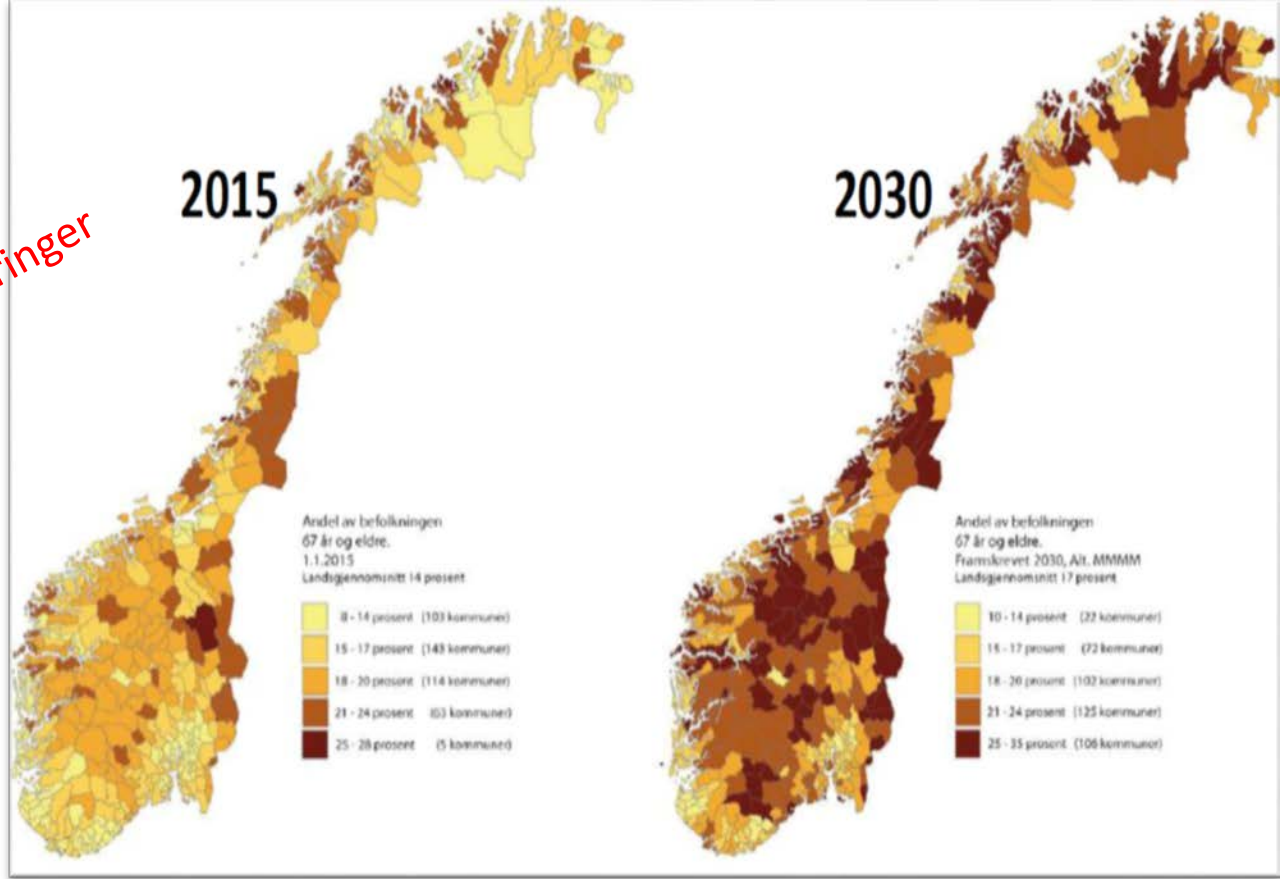 2015
inger
Andel av befolkningen
67 år og eldre.
1.1.2015
Landsgjennomsnitt 14 prosent
8 - 14 prosent (103 kommuner)
15 - 17 prosent (143 kommuner)
18 - 20 prosent (114 kommuner)
21 - 24 prosent (63 kommuner)
25 - 28 prosent (5 kommuner)
2030
Andel av befolkningen
67 år og eldre.
Framskrevet 2030, Alt. MMMM
Landsgjennomsnitt 17 prosent
10 - 14 prosent (22 kommuner)
15 - 17 prosent (72 kommuner)
18 - 20 prosent (102 kommuner)
21 - 24 prosent (125 kommuner)
25 - 35 prosent (106 kommuner)